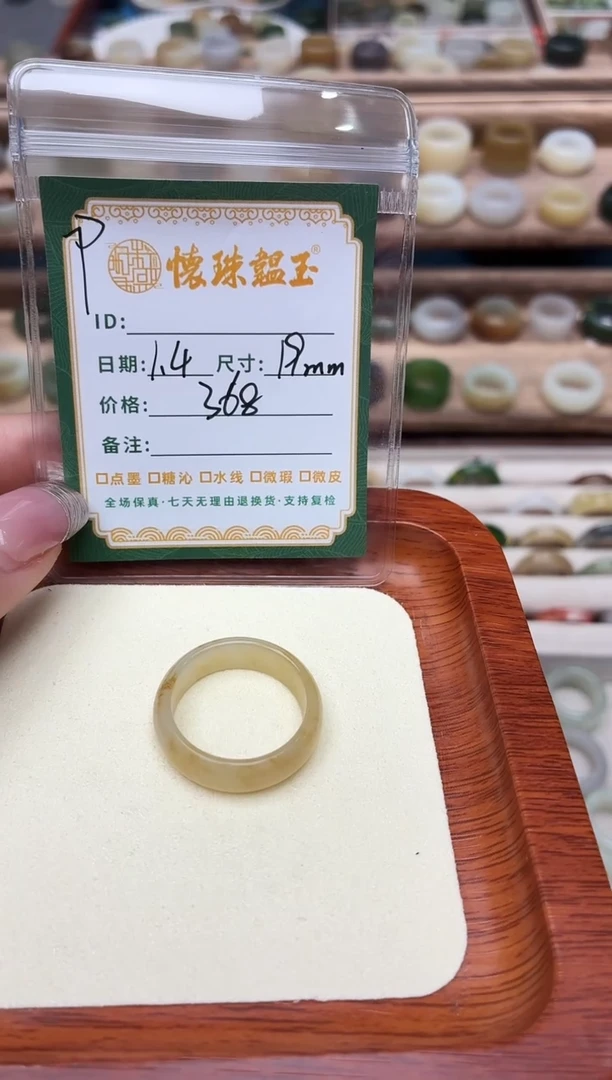 P
懷珠韞玉®
ID:
日期:1.4 尺寸:19mm
价格:368
备注:
□点墨 □糖沁 □水线 □微瑕 □微皮
全场保真·七天无理由退换货·支持复检